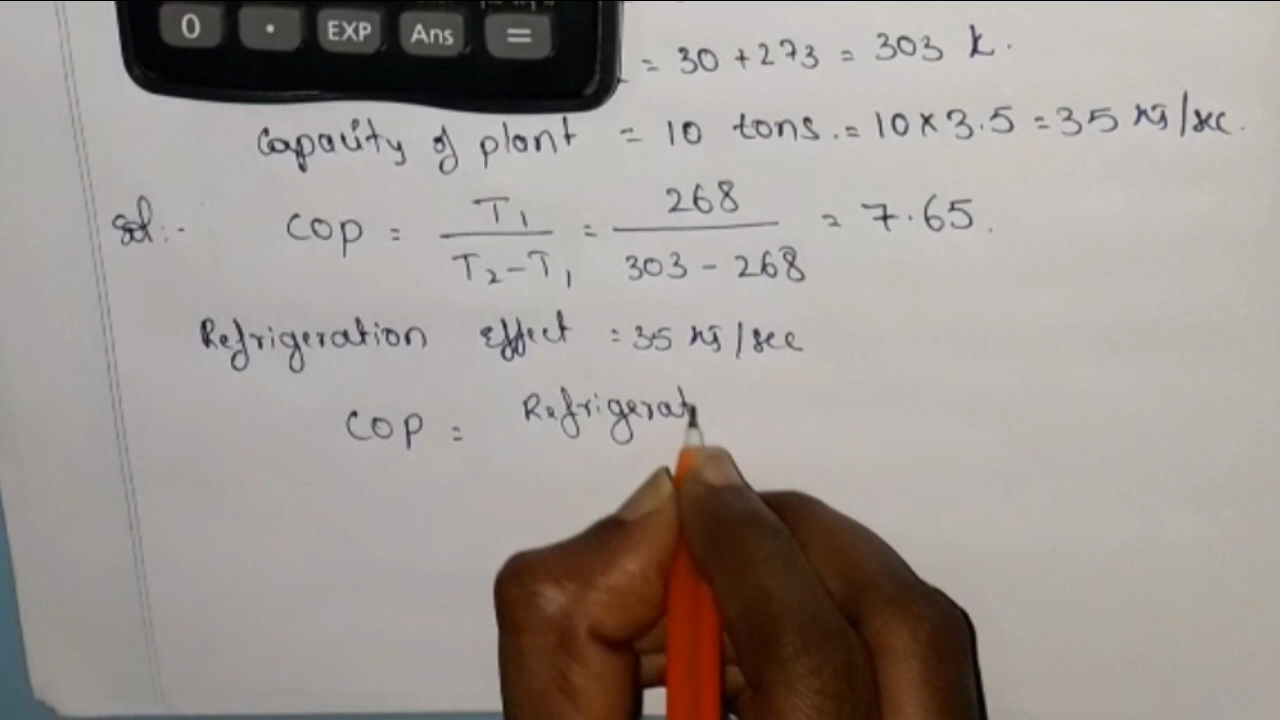 0 . EXP Ans =
= 30 + 273 = 303 k.
Capacity of plant = 10 tons. = 10 × 3.5 = 35 KJ/sec.
Sol:- COP = T1 / T2 - T1 = 268 / 303 - 268 = 7.65.
Refrigeration Effect = 35 KJ/sec
COP = Refrigerat